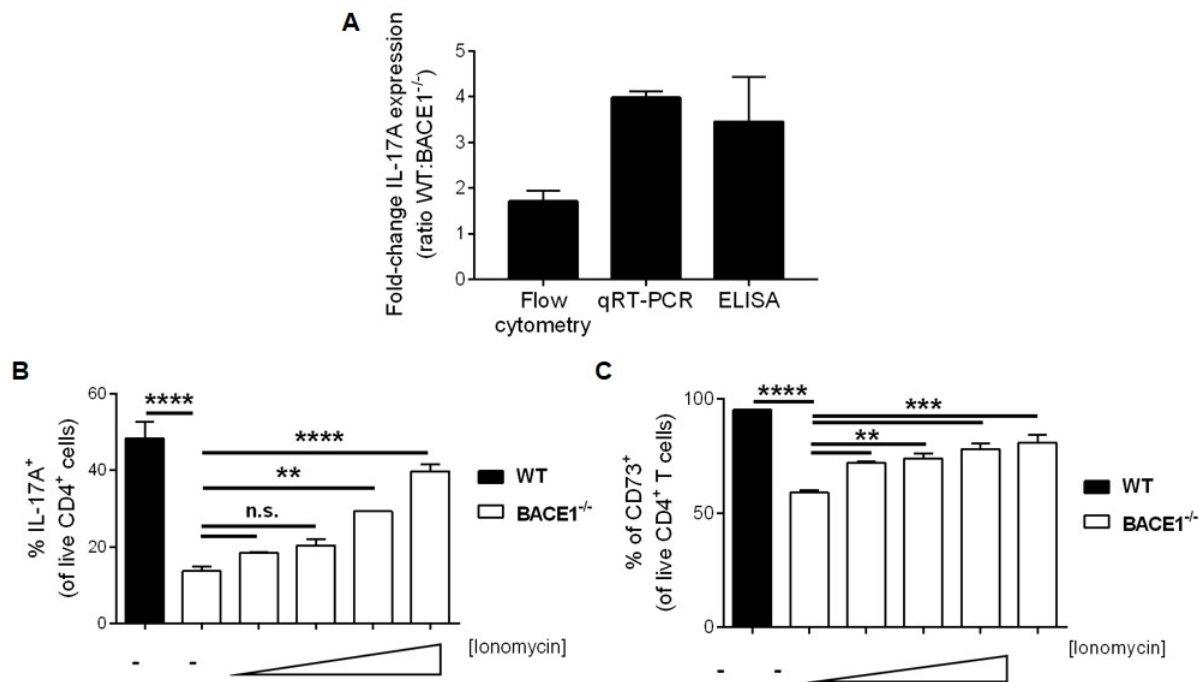 A
Fold-change IL-17A expression
(ratio WT:BACE1-/-)
5
4
3
2
1
0
Flow
cytometry
qRT-PCR
ELISA
B
% IL-17A+
(of live CD4+ cells)
60
40
20
0
****
****
**
n.s.
WT
BACE1-/-
- -
[Ionomycin]
C
% of CD73+
(of live CD4+ T cells)
100
50
0
****
***
**
WT
BACE1-/-
- -
[Ionomycin]